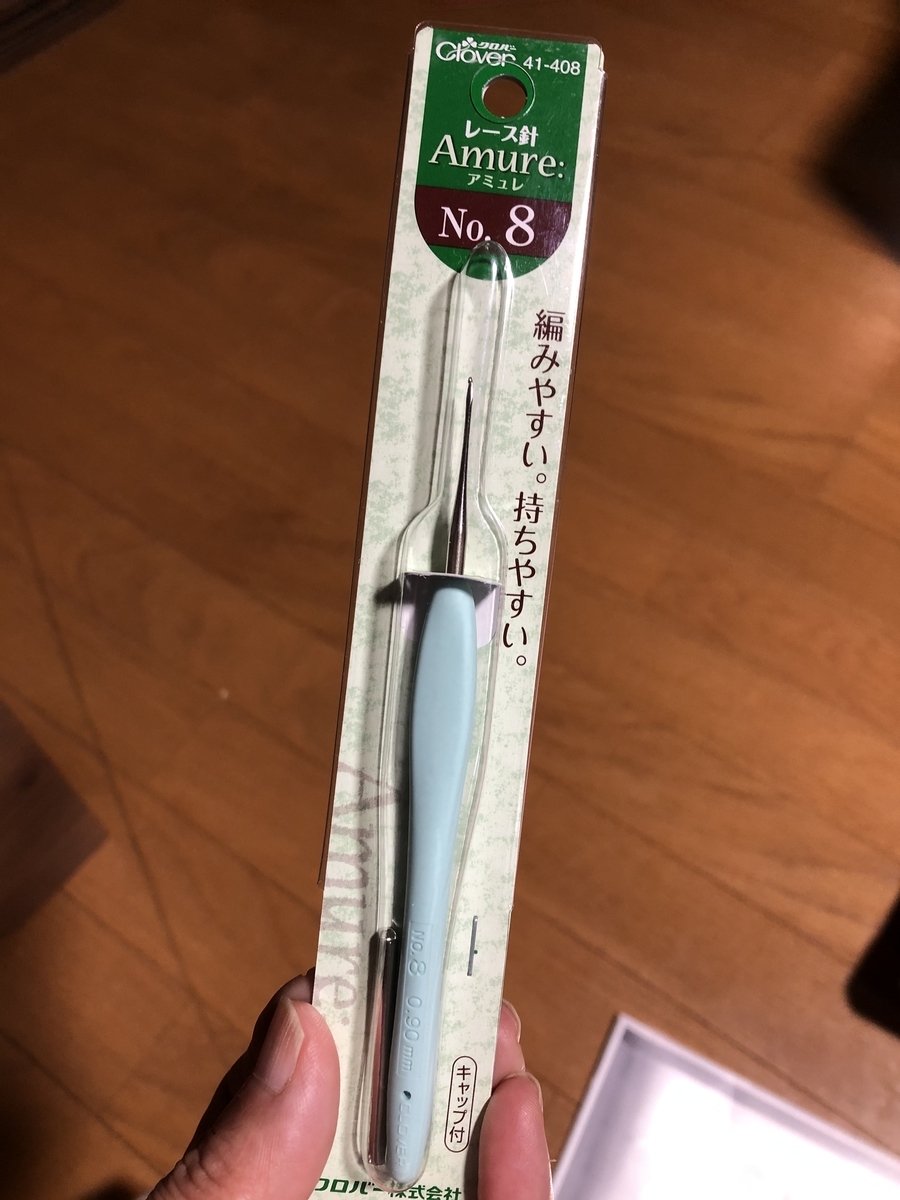 クロバー
Clover 41-408
レース針
Amure:
アミュレ
No. 8
編みやすい。持ちやすい。
Amure:
No.8 0.90mm
CLOVER
キャップ付
クロバー株式会社